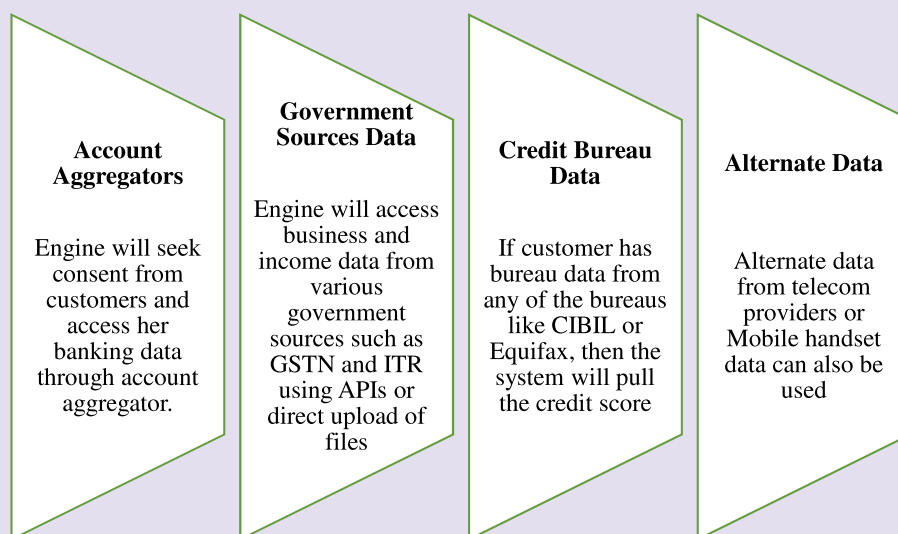 Account
Aggregators
Engine will seek
consent from
customers and
access her
banking data
through account
aggregator.
Government
Sources Data
Engine will access
business and
income data from
various
government
sources such as
GSTN and ITR
using APIs or
direct upload of
files
Credit Bureau
Data
If customer has
bureau data from
any of the bureaus
like CIBIL or
Equifax, then the
system will pull
the credit score
Alternate Data
Alternate data
from telecom
providers or
Mobile handset
data can also be
used